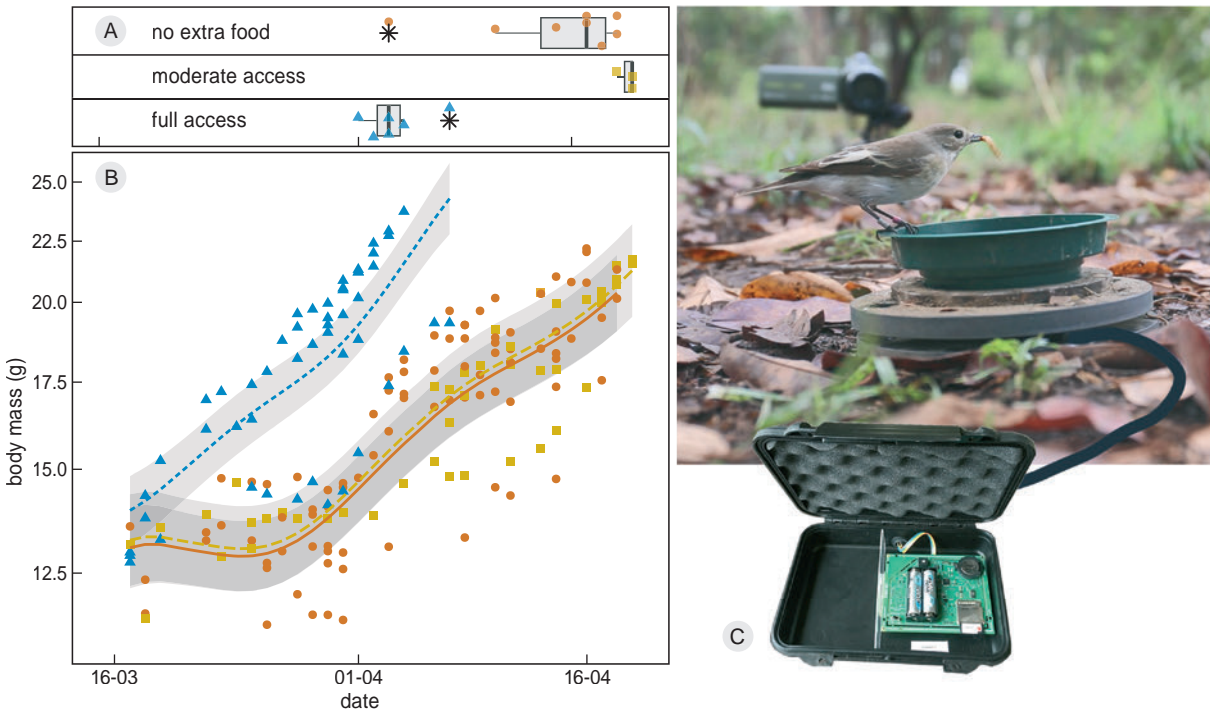 A
no extra food
moderate access
full access
B
25.0
22.5
20.0
17.5
15.0
12.5
body mass (g)
16-03
01-04
16-04
date
C